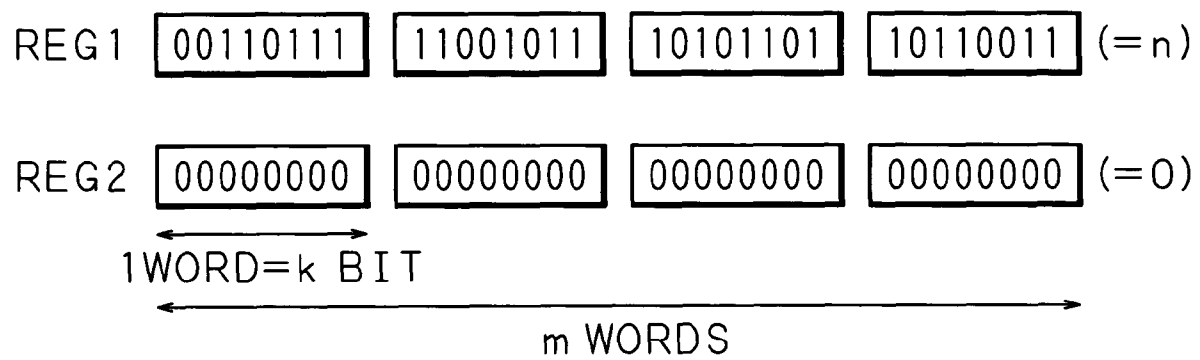 REG1 00110111 11001011 10101101 10110011 (=n)
REG2 00000000 00000000 00000000 00000000 (=0)
1WORD=k BIT
m WORDS